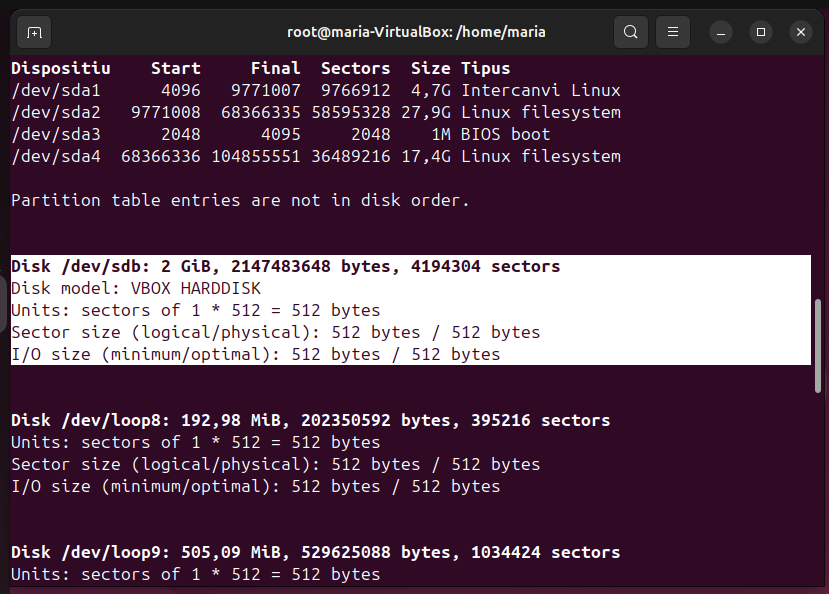 root@maria-VirtualBox: /home/maria
Dispositiu Start Final Sectors Size Tipus
/dev/sda1 4096 9771007 9766912 4,7G Intercanvi Linux
/dev/sda2 9771008 68366335 58595328 27,9G Linux filesystem
/dev/sda3 2048 4095 2048 1M BIOS boot
/dev/sda4 68366336 104855551 36489216 17,4G Linux filesystem
Partition table entries are not in disk order.
Disk /dev/sdb: 2 GiB, 2147483648 bytes, 4194304 sectors
Disk model: VBOX HARDDISK
Units: sectors of 1 * 512 = 512 bytes
Sector size (logical/physical): 512 bytes / 512 bytes
I/O size (minimum/optimal): 512 bytes / 512 bytes
Disk /dev/loop8: 192,98 MiB, 202350592 bytes, 395216 sectors
Units: sectors of 1 * 512 = 512 bytes
Sector size (logical/physical): 512 bytes / 512 bytes
I/O size (minimum/optimal): 512 bytes / 512 bytes
Disk /dev/loop9: 505,09 MiB, 529625088 bytes, 1034424 sectors
Units: sectors of 1 * 512 = 512 bytes